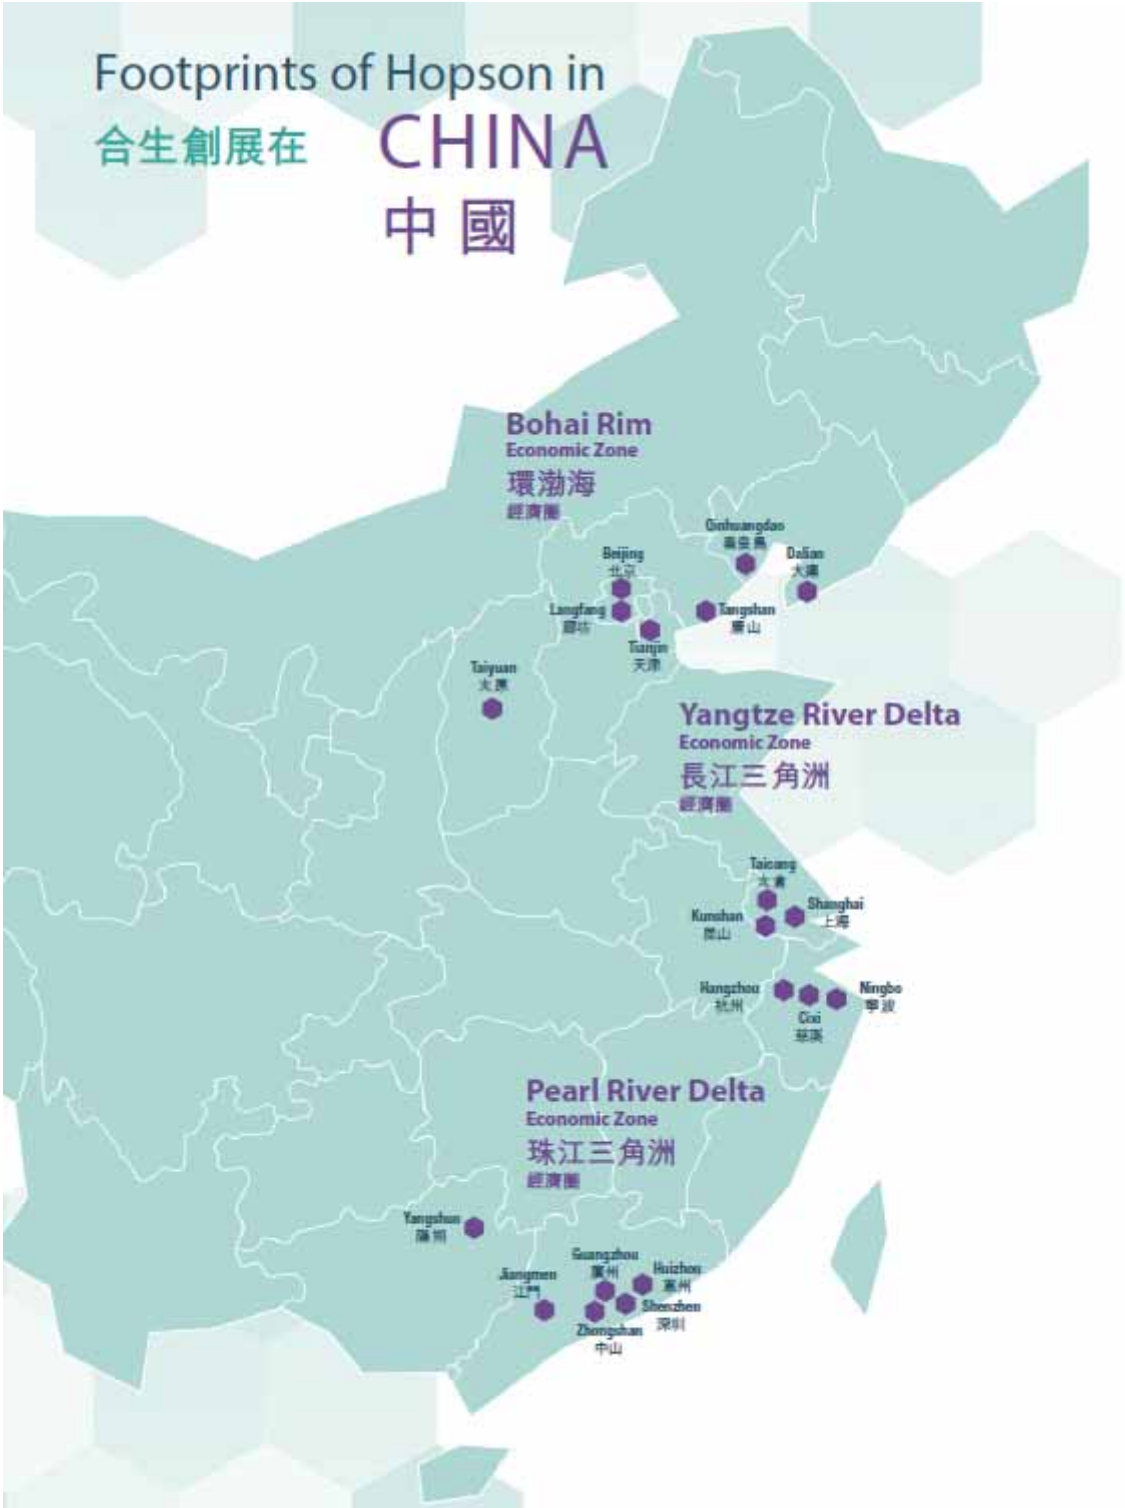 Footprints of Hopson in
合生創展在
CHINA
中國
Bohai Rim
Economic Zone
環渤海
經濟圈
Qinhuangdao
秦皇島
Beijing
北京
Dalian
大連
Langfang
廊坊
Tangshan
唐山
Tianjin
天津
Taiyuan
太原
Yangtze River Delta
Economic Zone
長江三角洲
經濟圈
Taicang
太倉
Shanghai
上海
Kunshan
昆山
Hangzhou
杭州
Ningbo
寧波
Cixi
慈溪
Pearl River Delta
Economic Zone
珠江三角洲
經濟圈
Yangshuo
陽朔
Guangzhou
廣州
Jiangmen
江門
Huizhou
惠州
Shenzhen
深圳
Zhongshan
中山